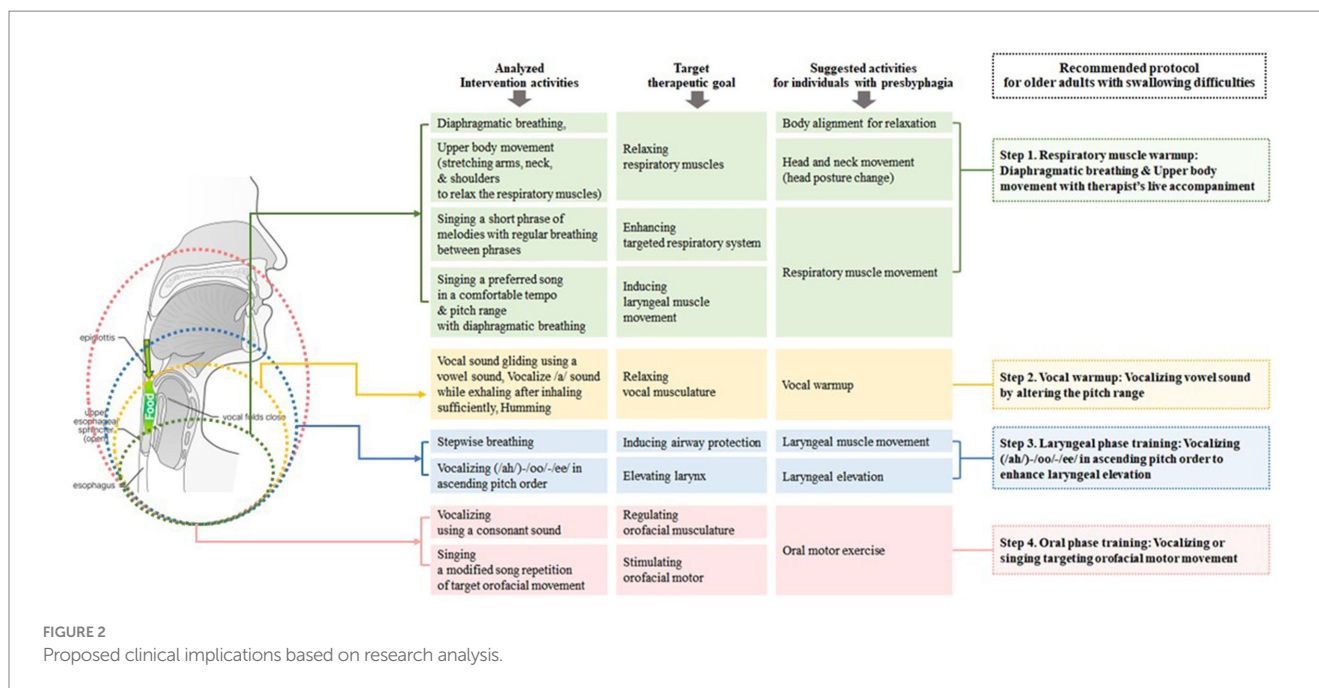 Analyzed
Intervention activities
Target
therapeutic goal
Suggested activities
for individuals with presbyphagia
Recommended protocol
for older adults with swallowing difficulties
Diaphragmatic breathing,
Upper body movement
(stretching arms, neck,
& shoulders
to relax the respiratory muscles)
Relaxing
respiratory muscles
Body alignment for relaxation
Head and neck movement
(head posture change)
Singing a short phrase of
melodies with regular breathing
between phrases
Enhancing
targeted respiratory system
Respiratory muscle movement
Singing a preferred song
in a comfortable tempo
& pitch range
with diaphragmatic breathing
Inducing
laryngeal muscle
movement
Step 1. Respiratory muscle warmup:
Diaphragmatic breathing & Upper body
movement with therapist's live accompaniment
Vocal sound gliding using a
vowel sound, Vocalize /a/ sound
while exhaling after inhaling
sufficiently, Humming
Relaxing
vocal musculature
Vocal warmup
Step 2. Vocal warmup: Vocalizing vowel sound
by altering the pitch range
Stepwise breathing
Inducing airway protection
Laryngeal muscle movement
Vocalizing (/ah/)-/oo/-/ee/ in
ascending pitch order
Elevating larynx
Laryngeal elevation
Step 3. Laryngeal phase training: Vocalizing
(/ah/)-/oo/-/ee/ in ascending pitch order to
enhance laryngeal elevation
Vocalizing
using a consonant sound
Regulating
orofacial musculature
Singing
a modified song repetition
of target orofacial movement
Stimulating
orofacial motor
Oral motor exercise
Step 4. Oral phase training: Vocalizing or
singing targeting orofacial motor movement
epiglottis
Food
vocal folds close
upper
esophageal
sphincter
(open)
esophagus
FIGURE 2
Proposed clinical implications based on research analysis.